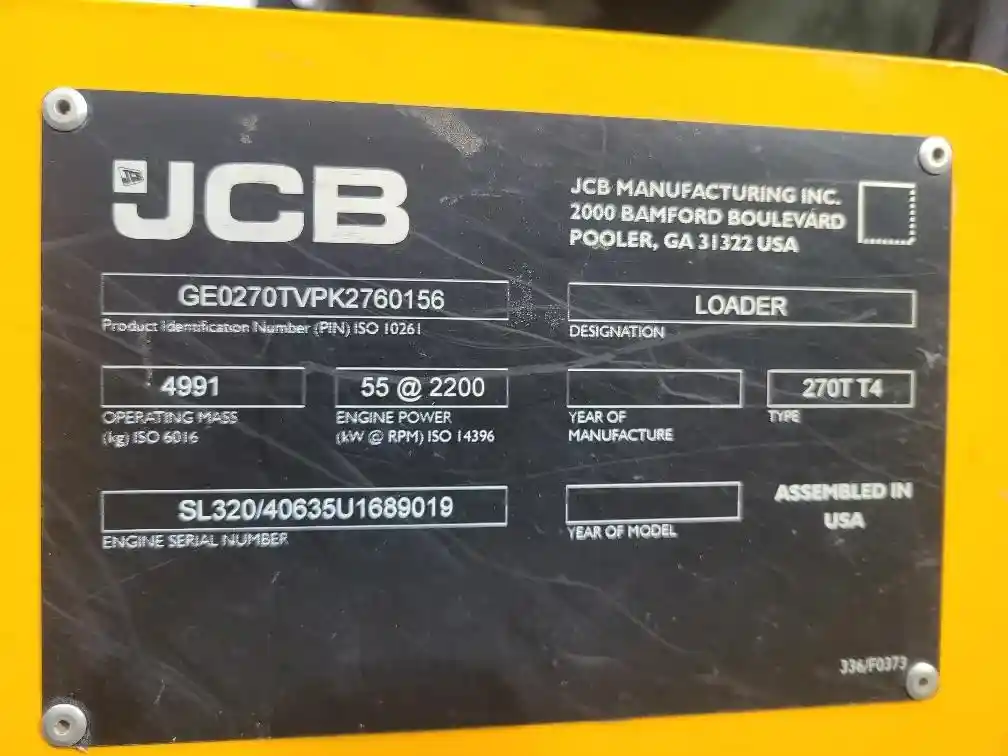 JCB
JCB MANUFACTURING INC.
2000 BAMFORD BOULEVARD
POOLER, GA 31322 USA
GE0270TVPK2760156
Product Identification Number (PIN) ISO 10261
LOADER
DESIGNATION
4991
OPERATING MASS
(kg) ISO 6016
55 @ 2200
ENGINE POWER
(kW @ RPM) ISO 14396
YEAR OF
MANUFACTURE
270T T4
TYPE
SL320/40635U1689019
ENGINE SERIAL NUMBER
YEAR OF MODEL
ASSEMBLED IN
USA
336/F0373